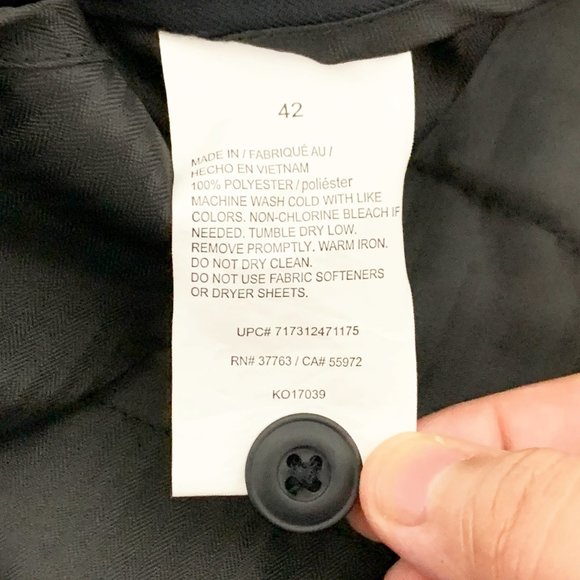 42
MADE IN / FABRIQUÉ AU /
HECHO EN VIETNAM
100% POLYESTER / poliéster
MACHINE WASH COLD WITH LIKE
COLORS. NON-CHLORINE BLEACH IF
NEEDED. TUMBLE DRY LOW.
REMOVE PROMPTLY. WARM IRON.
DO NOT DRY CLEAN.
DO NOT USE FABRIC SOFTENERS
OR DRYER SHEETS.
UPC# 717312471175
RN# 37763 / CA# 55972
KO17039